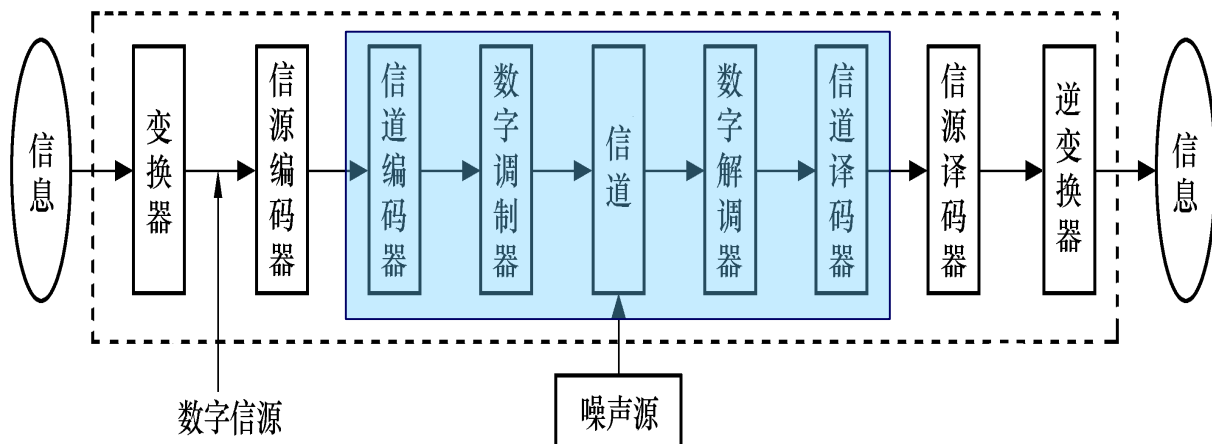 信息
变换器
信源编码器
信道编码器
数字调制器
信道
数字解调器
信道译码器
信源译码器
逆变换器
信息
数字信源
噪声源